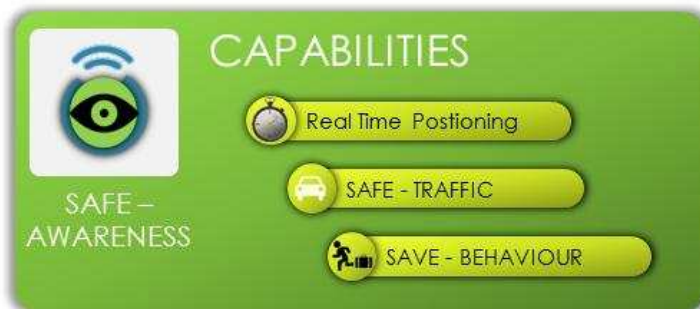 CAPABILITIES
Real Time Postioning
SAFE - TRAFFIC
SAVE - BEHAVIOUR
SAFE –
AWARENESS